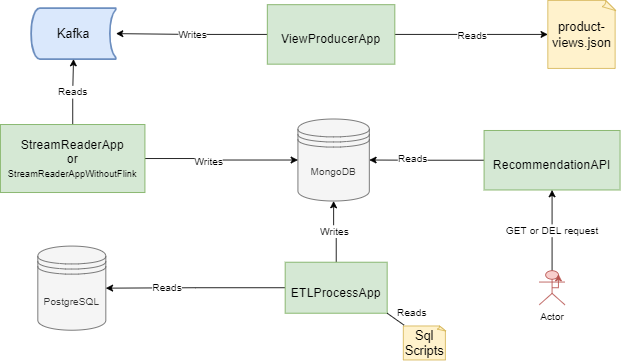 Kafka
Writes
ViewProducerApp
Reads
product-
views.json
Reads
StreamReaderApp
or
StreamReaderAppWithoutFlink
Writes
MongoDB
Reads
RecommendationAPI
Writes
GET or DEL request
PostgreSQL
Reads
ETLProcessApp
Reads
Actor
Sql
Scripts